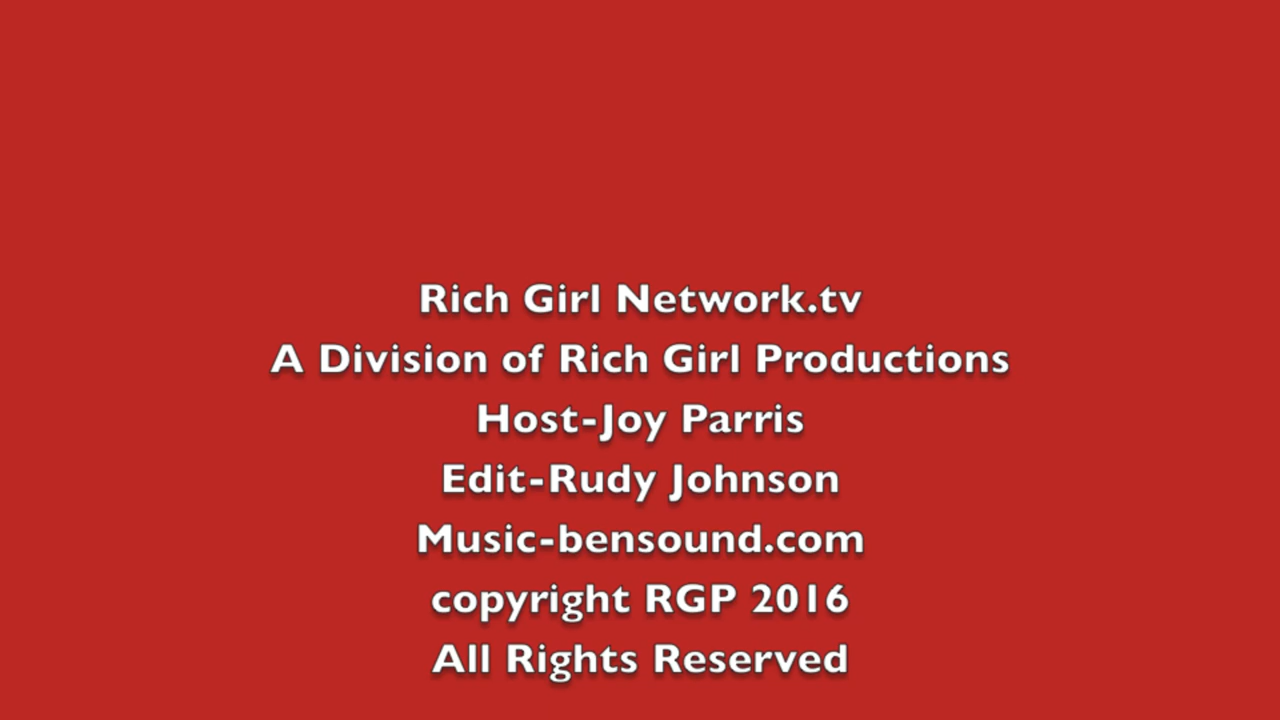 Rich Girl Network.tv
A Division of Rich Girl Productions
Host-Joy Parris
Edit-Rudy Johnson
Music-bensound.com
copyright RGP 2016
All Rights Reserved